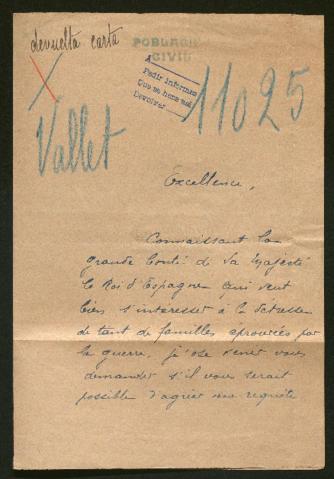 devuelta carta
POBLACIÓN
CIVIL
A
Pedir informes
Que se hace así
Devolver
11025
Vallet
Excellence,
Connaissant la
grande bonté de Sa Majesté
le Roi d'Espagne qui veut
bien s'interesser à la détresse
de tant de familles éprouvées par
la guerre, j'ose venir vous
demander s'il vous serait
possible d'agréer ma requête